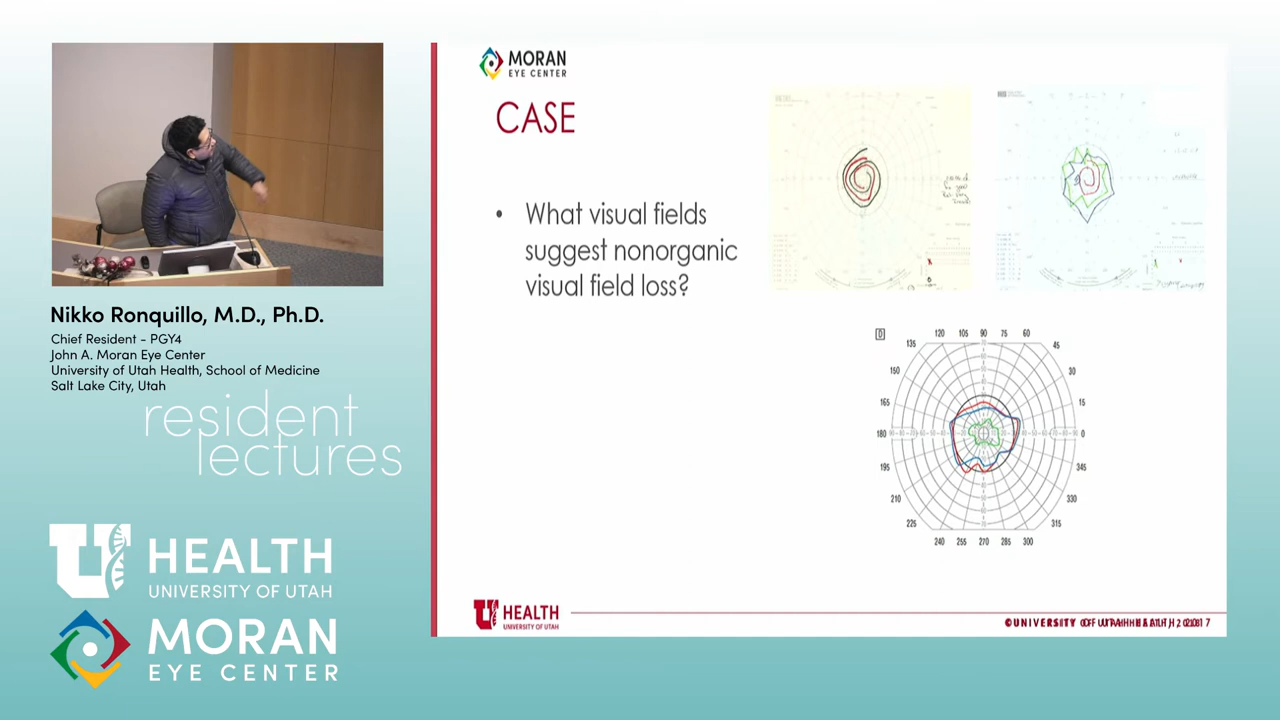 Nikko Ronquillo, M.D., Ph.D.
Chief Resident - PGY4
John A. Moran Eye Center
University of Utah Health, School of Medicine
Salt Lake City, Utah
resident
lectures
U HEALTH
UNIVERSITY OF UTAH
MORAN
EYE CENTER
MORAN
EYE CENTER
CASE
• What visual fields
suggest nonorganic
visual field loss?
120 105 90 75 60
135 45
150 30
165 15
180 0
195 345
210 330
225 315
240 255 270 285 300
U HEALTH
UNIVERSITY OF UTAH